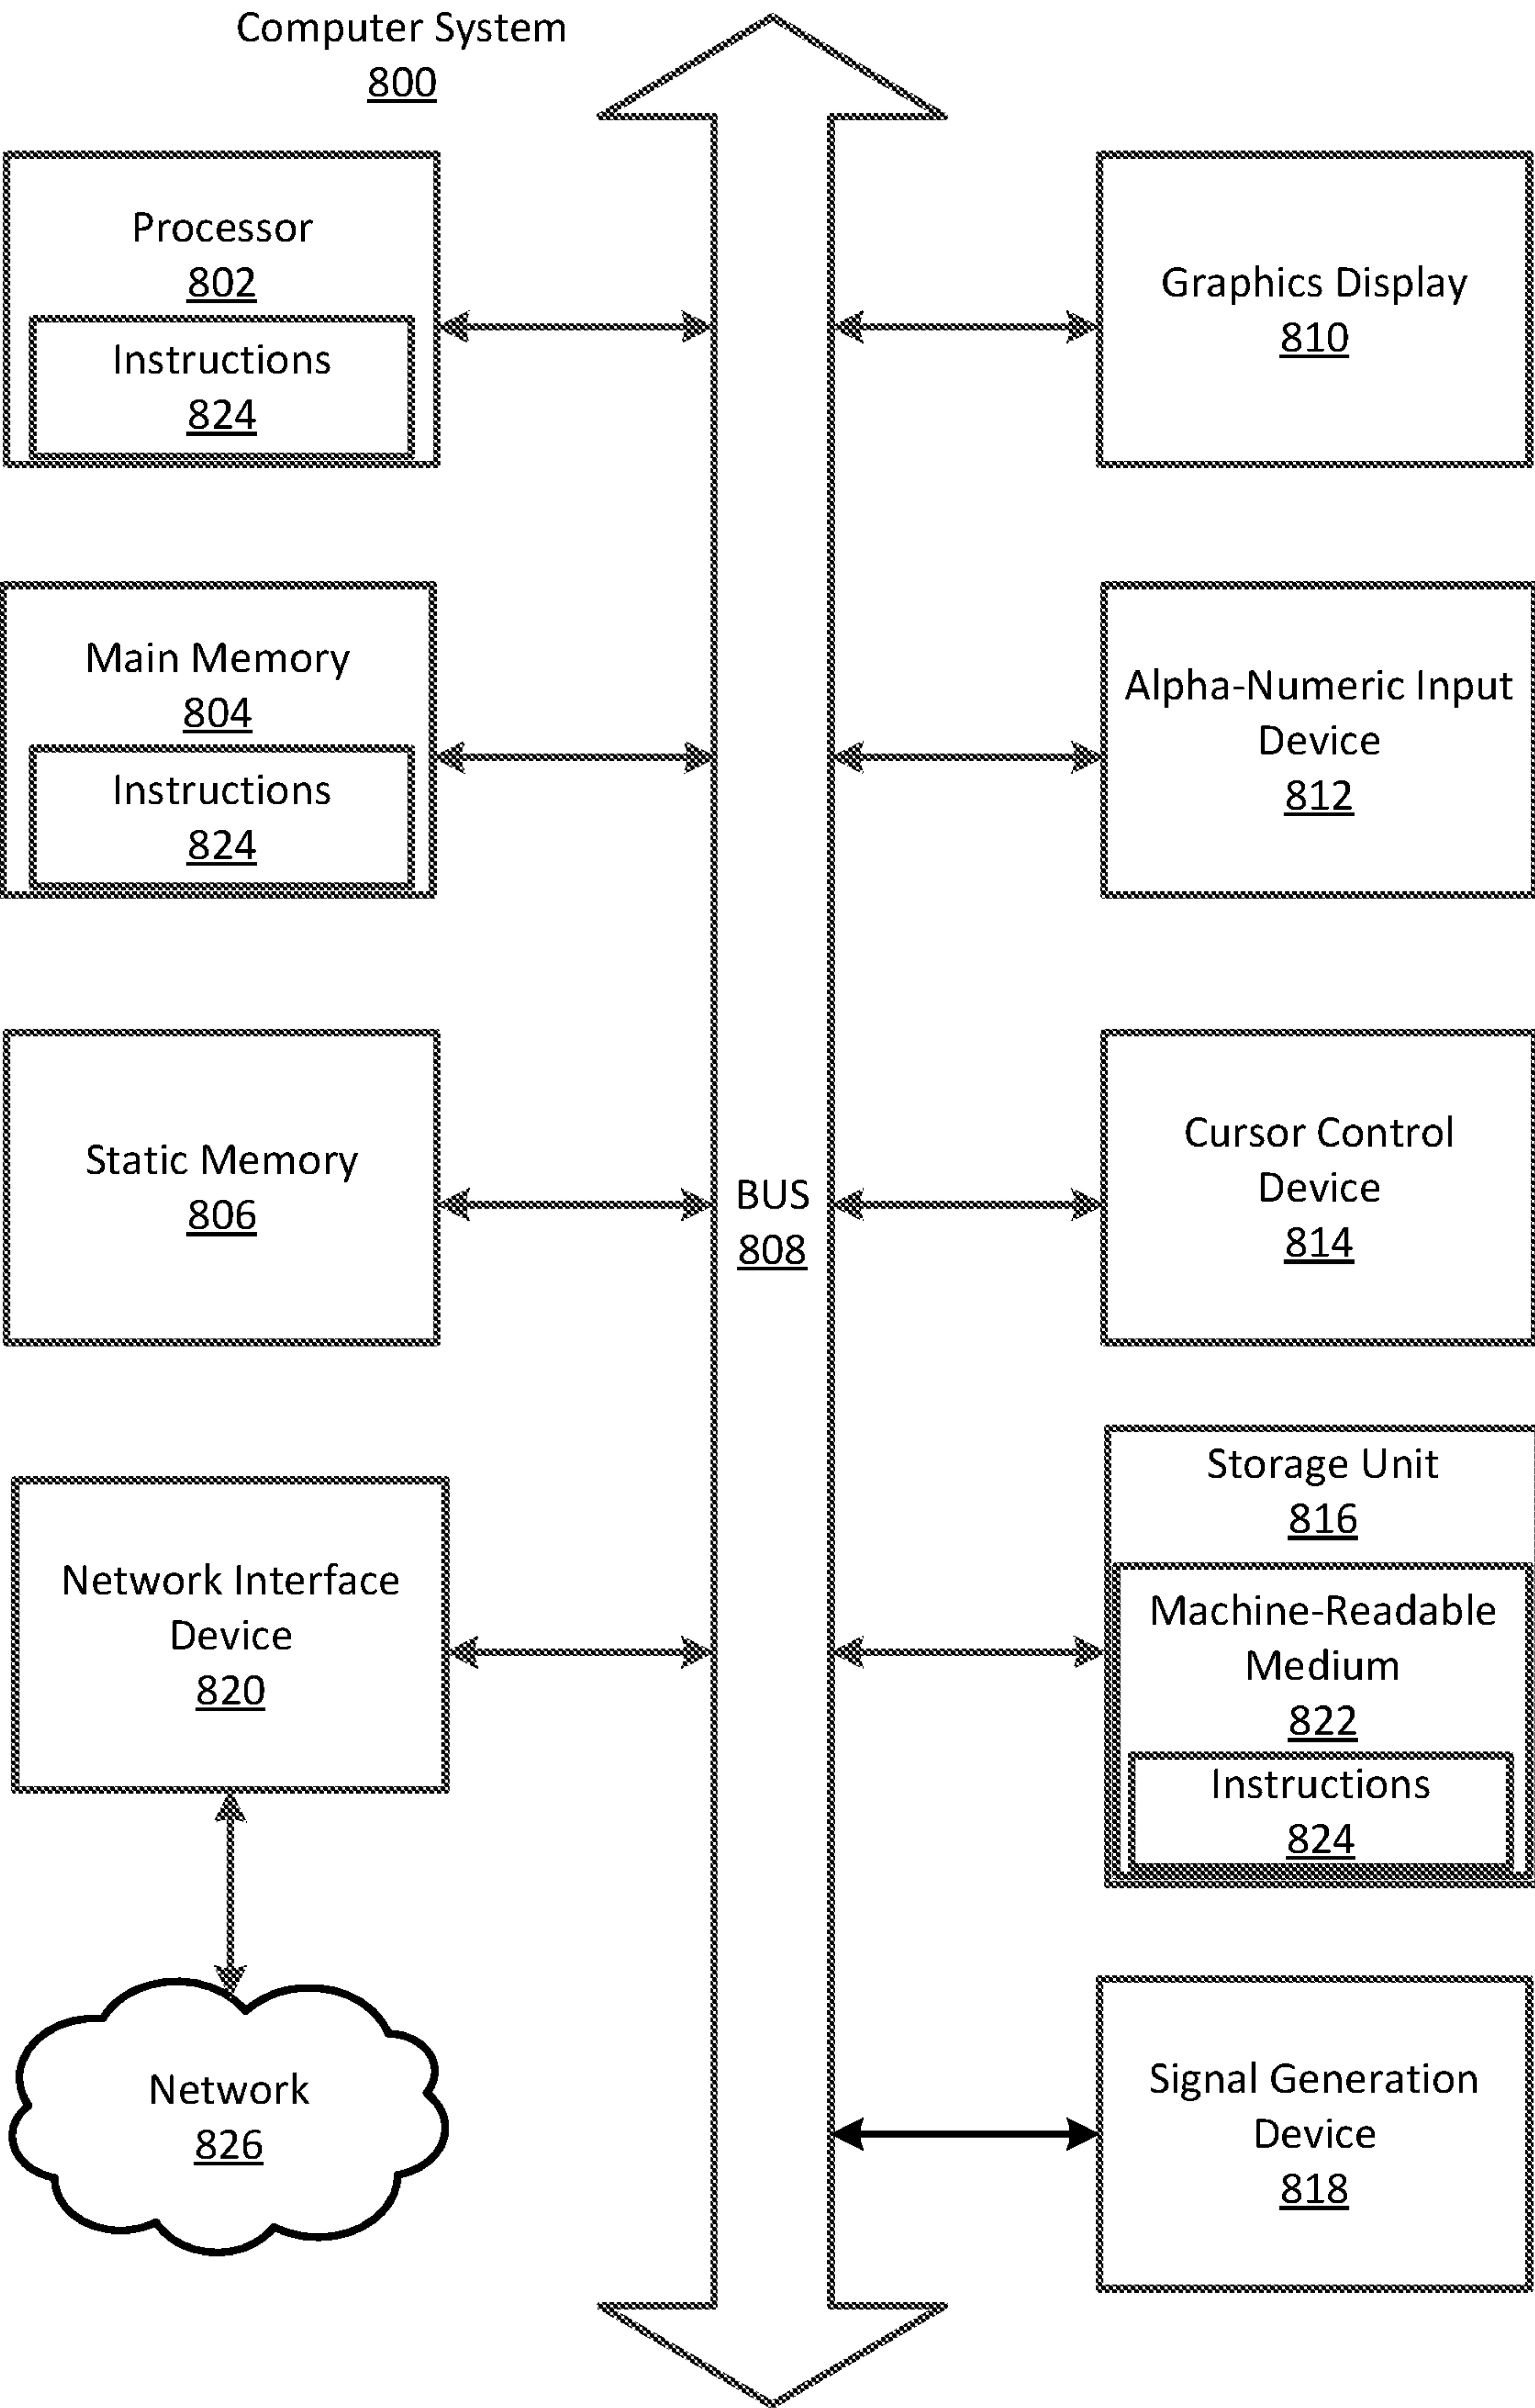 Computer System
800
Processor
802
Instructions
824
Main Memory
804
Instructions
824
Static Memory
806
Network Interface
Device
820
Network
826
BUS
808
Graphics Display
810
Alpha-Numeric Input
Device
812
Cursor Control
Device
814
Storage Unit
816
Machine-Readable
Medium
822
Instructions
824
Signal Generation
Device
818